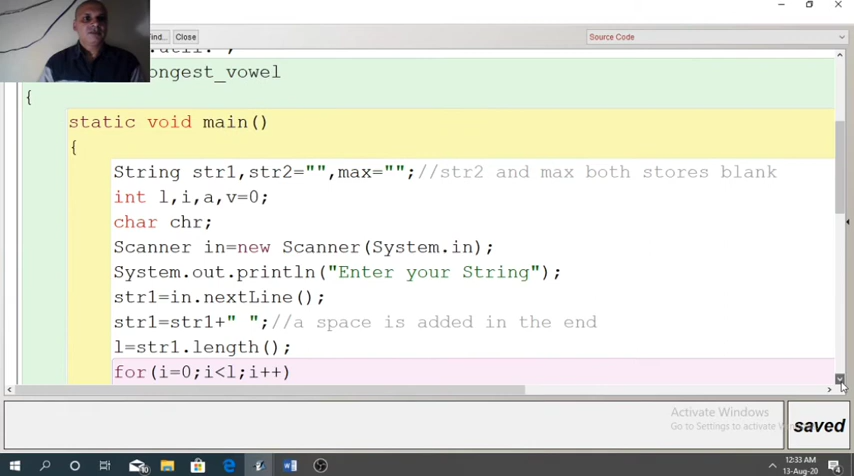 ind...
Close
Source Code
ongest_vowel
{
static void main()
{
String str1,str2="",max="";//str2 and max both stores blank
int l,i,a,v=0;
char chr;
Scanner in=new Scanner(System.in);
System.out.println("Enter your String");
str1=in.nextLine();
str1=str1+" ";//a space is added in the end
l=str1.length();
for(i=0;i<l;i++)
Activate Windows
Go to Settings to activate
saved
12:33 AM
13-Aug-20